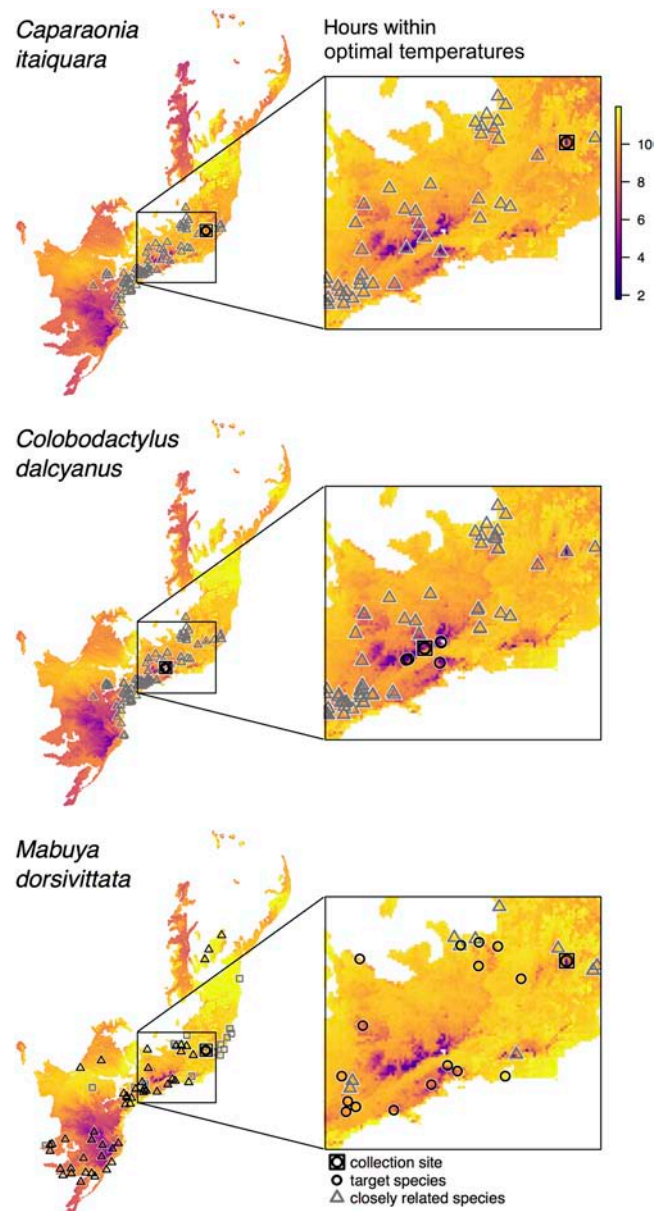 Caparaonia
itaiquara
Hours within
optimal temperatures
10
8
6
4
2
Colobodactylus
dalcyanus
Mabuya
dorsivittata
collection site
target species
closely related species